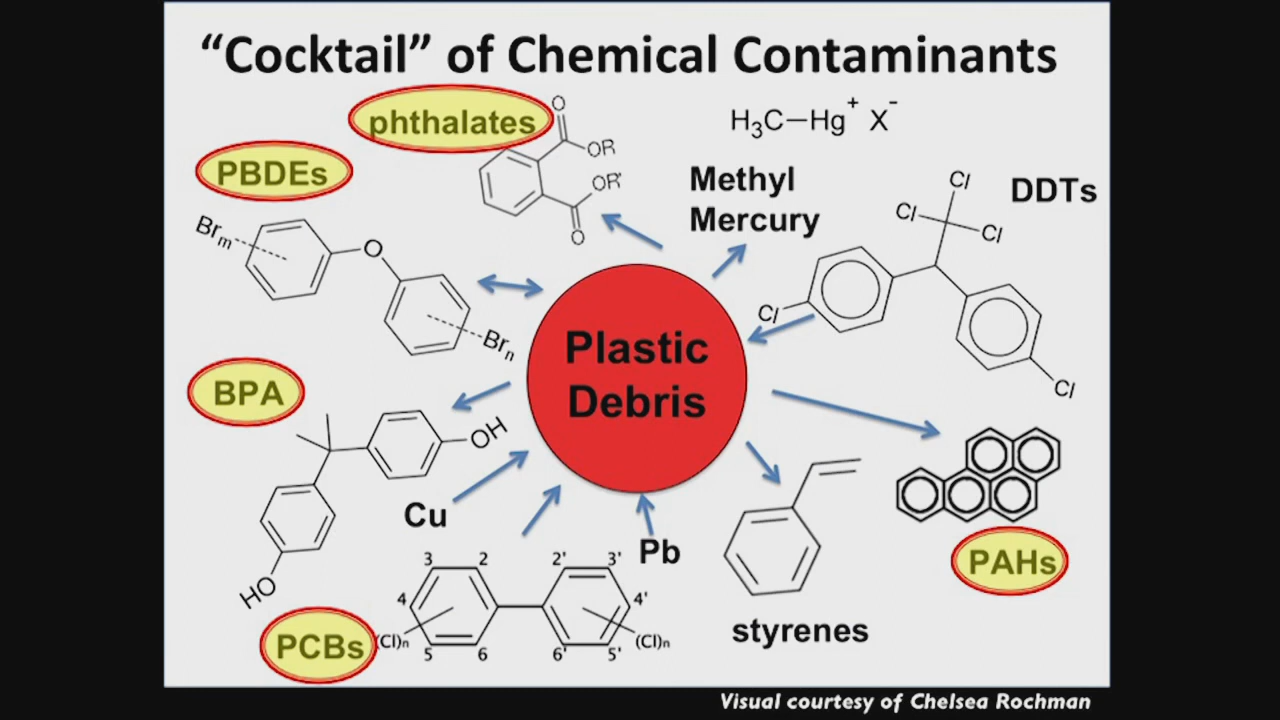 “Cocktail” of Chemical Contaminants
phthalates
O
OR
OR'
O
H₃C—Hg⁺ X⁻
Methyl
Mercury
DDTs
Cl
Cl
Cl
Cl
Cl
PBDEs
Brₘ
O
Brₙ
Plastic
Debris
BPA
OH
HO
Cu
Pb
3 2 2' 3'
4 4'
(Cl)n (Cl)n
5 6 6' 5'
PCBs
styrenes
PAHs
Visual courtesy of Chelsea Rochman